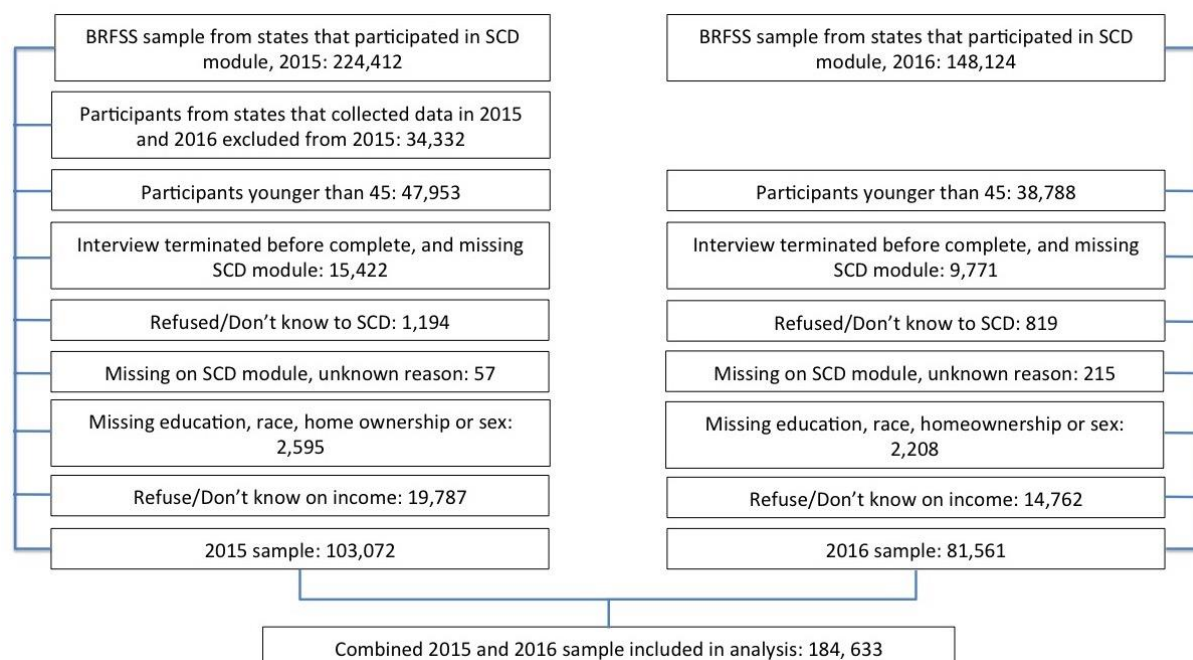 BRFSS sample from states that participated in SCD
module, 2015: 224,412
Participants from states that collected data in 2015
and 2016 excluded from 2015: 34,332
Participants younger than 45: 47,953
Interview terminated before complete, and missing
SCD module: 15,422
Refused/Don’t know to SCD: 1,194
Missing on SCD module, unknown reason: 57
Missing education, race, home ownership or sex:
2,595
Refuse/Don’t know on income: 19,787
2015 sample: 103,072
BRFSS sample from states that participated in SCD
module, 2016: 148,124
Participants younger than 45: 38,788
Interview terminated before complete, and missing
SCD module: 9,771
Refused/Don’t know to SCD: 819
Missing on SCD module, unknown reason: 215
Missing education, race, homeownership or sex:
2,208
Refuse/Don’t know on income: 14,762
2016 sample: 81,561
Combined 2015 and 2016 sample included in analysis: 184, 633